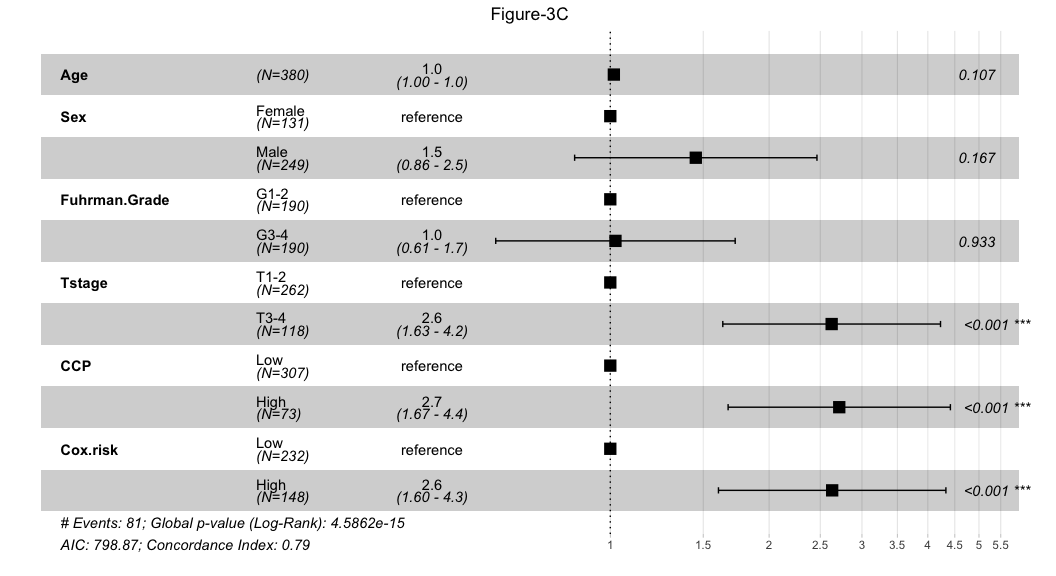 Figure-3C
Age (N=380) 1.0 (1.00 - 1.0) 0.107
Sex Female (N=131) reference
Male (N=249) 1.5 (0.86 - 2.5) 0.167
Fuhrman.Grade G1-2 (N=190) reference
G3-4 (N=190) 1.0 (0.61 - 1.7) 0.933
Tstage T1-2 (N=262) reference
T3-4 (N=118) 2.6 (1.63 - 4.2) <0.001 ***
CCP Low (N=307) reference
High (N=73) 2.7 (1.67 - 4.4) <0.001 ***
Cox.risk Low (N=232) reference
High (N=148) 2.6 (1.60 - 4.3) <0.001 ***
# Events: 81; Global p-value (Log-Rank): 4.5862e-15
AIC: 798.87; Concordance Index: 0.79
1 1.5 2 2.5 3 3.5 4 4.5 5 5.5